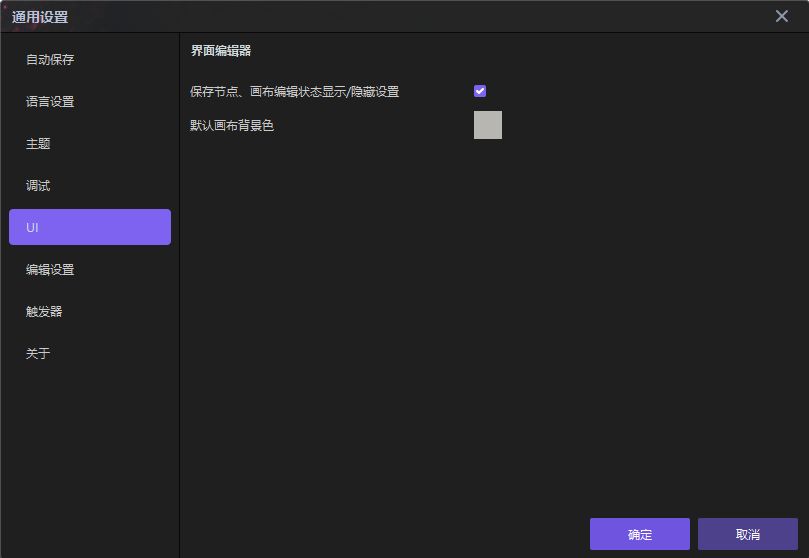 通用设置
自动保存
语言设置
主题
调试
UI
编辑设置
触发器
关于
界面编辑器
保存节点、画布编辑状态显示/隐藏设置
默认画布背景色
确定
取消